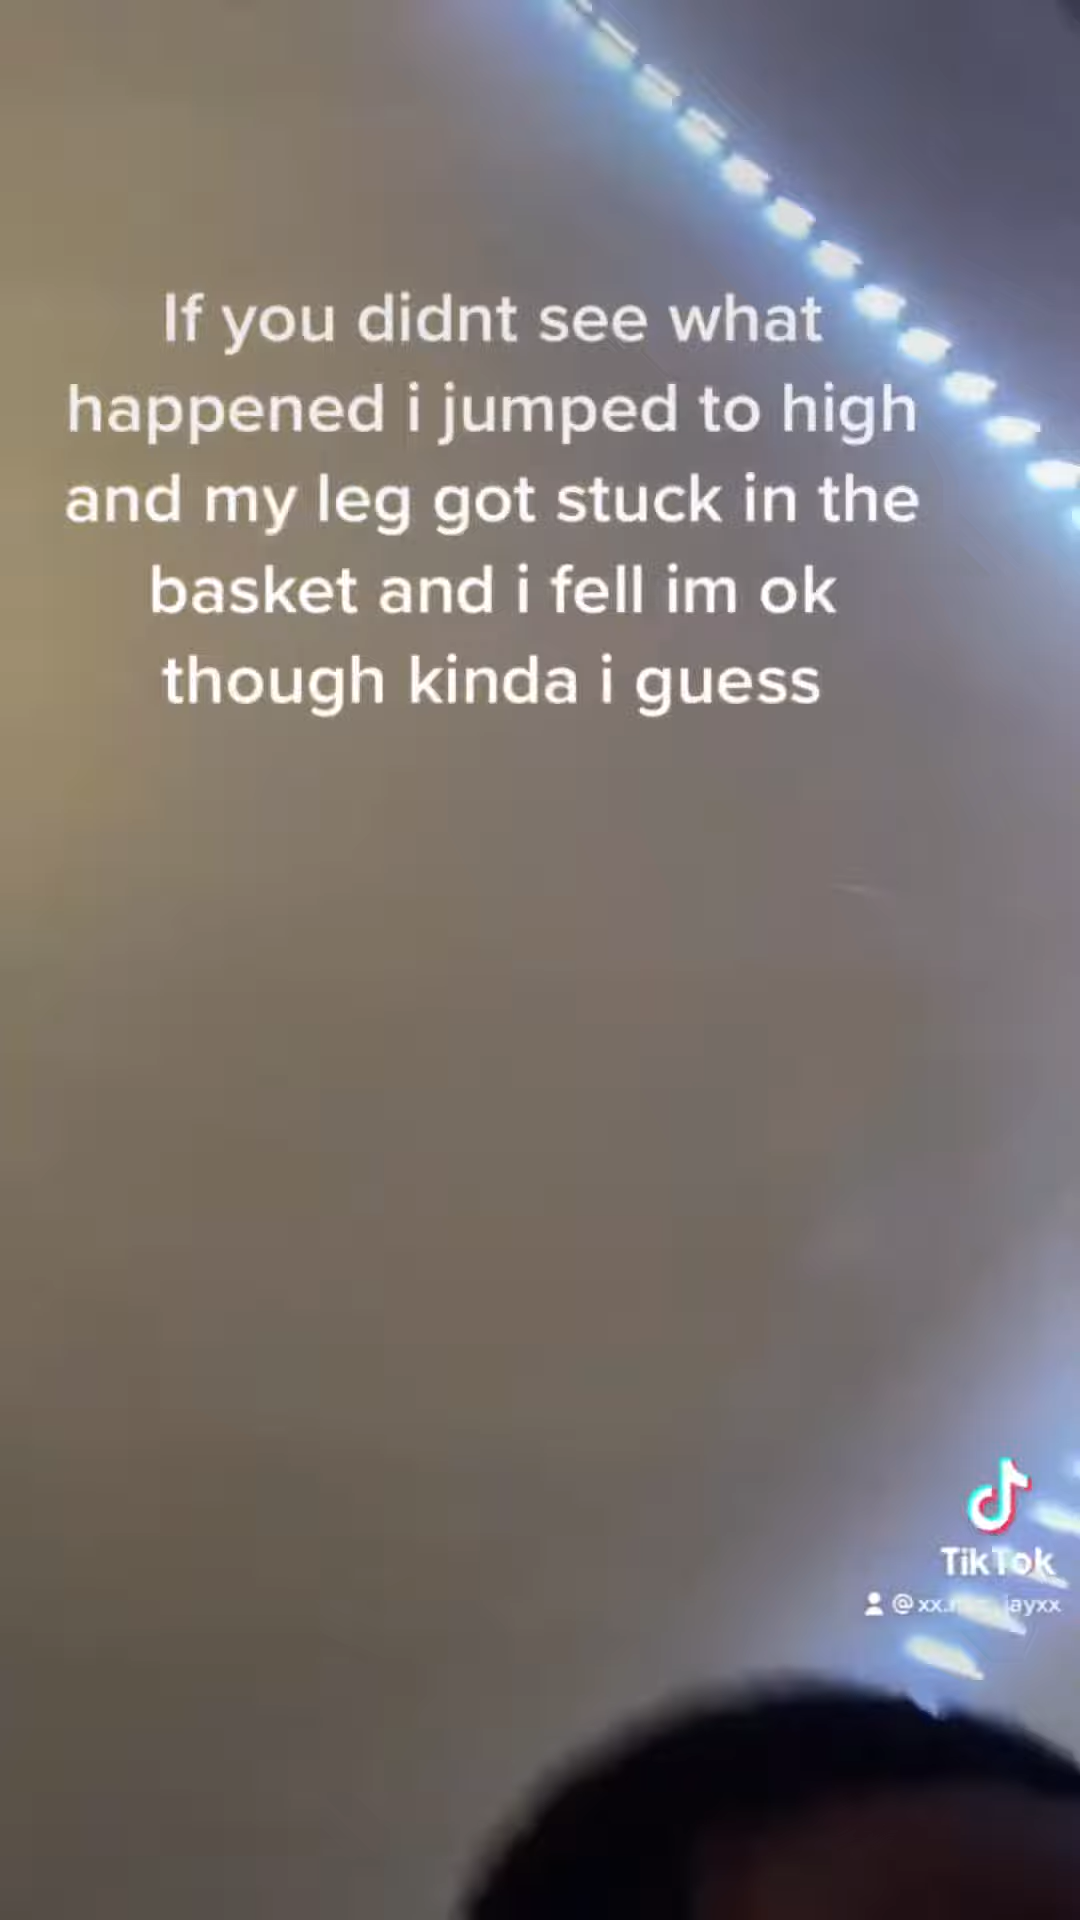 If you didnt see what
happened i jumped to high
and my leg got stuck in the
basket and i fell im ok
though kinda i guess
TikTok